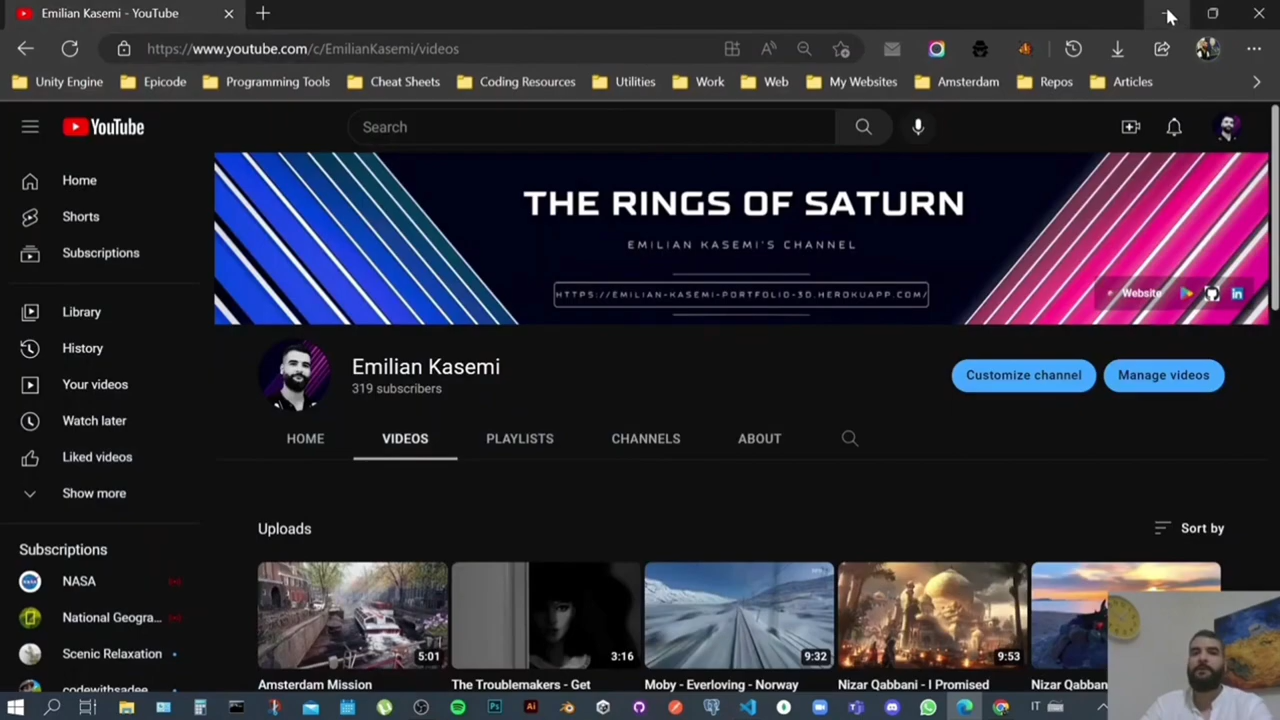 Emilian Kasemi - YouTube
https://www.youtube.com/c/EmilianKasemi/videos
Unity Engine Epicode Programming Tools Cheat Sheets Coding Resources Utilities Work Web My Websites Amsterdam Repos Articles
YouTube
Search
Home
Shorts
Subscriptions
Library
History
Your videos
Watch later
Liked videos
Show more
Subscriptions
NASA
National Geogra...
Scenic Relaxation
codewithsadee
THE RINGS OF SATURN
EMILIAN KASEMI'S CHANNEL
HTTPS://EMILIAN-KASEMI-PORTFOLIO-3D.HEROKUAPP.COM/
Website
Emilian Kasemi
319 subscribers
Customize channel
Manage videos
HOME VIDEOS PLAYLISTS CHANNELS ABOUT
Uploads
Sort by
5:01
3:16
9:32
9:53
Amsterdam Mission
The Troublemakers - Get
Moby - Everloving - Norway
Nizar Qabbani - I Promised
Nizar Qabbani
IT